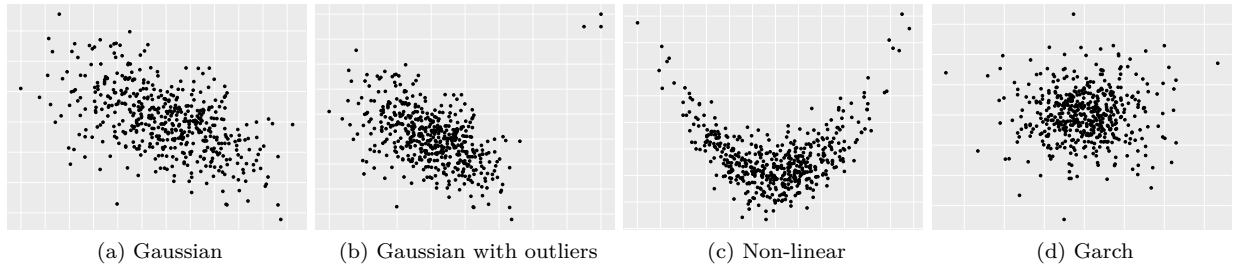 (a) Gaussian
(b) Gaussian with outliers
(c) Non-linear
(d) Garch